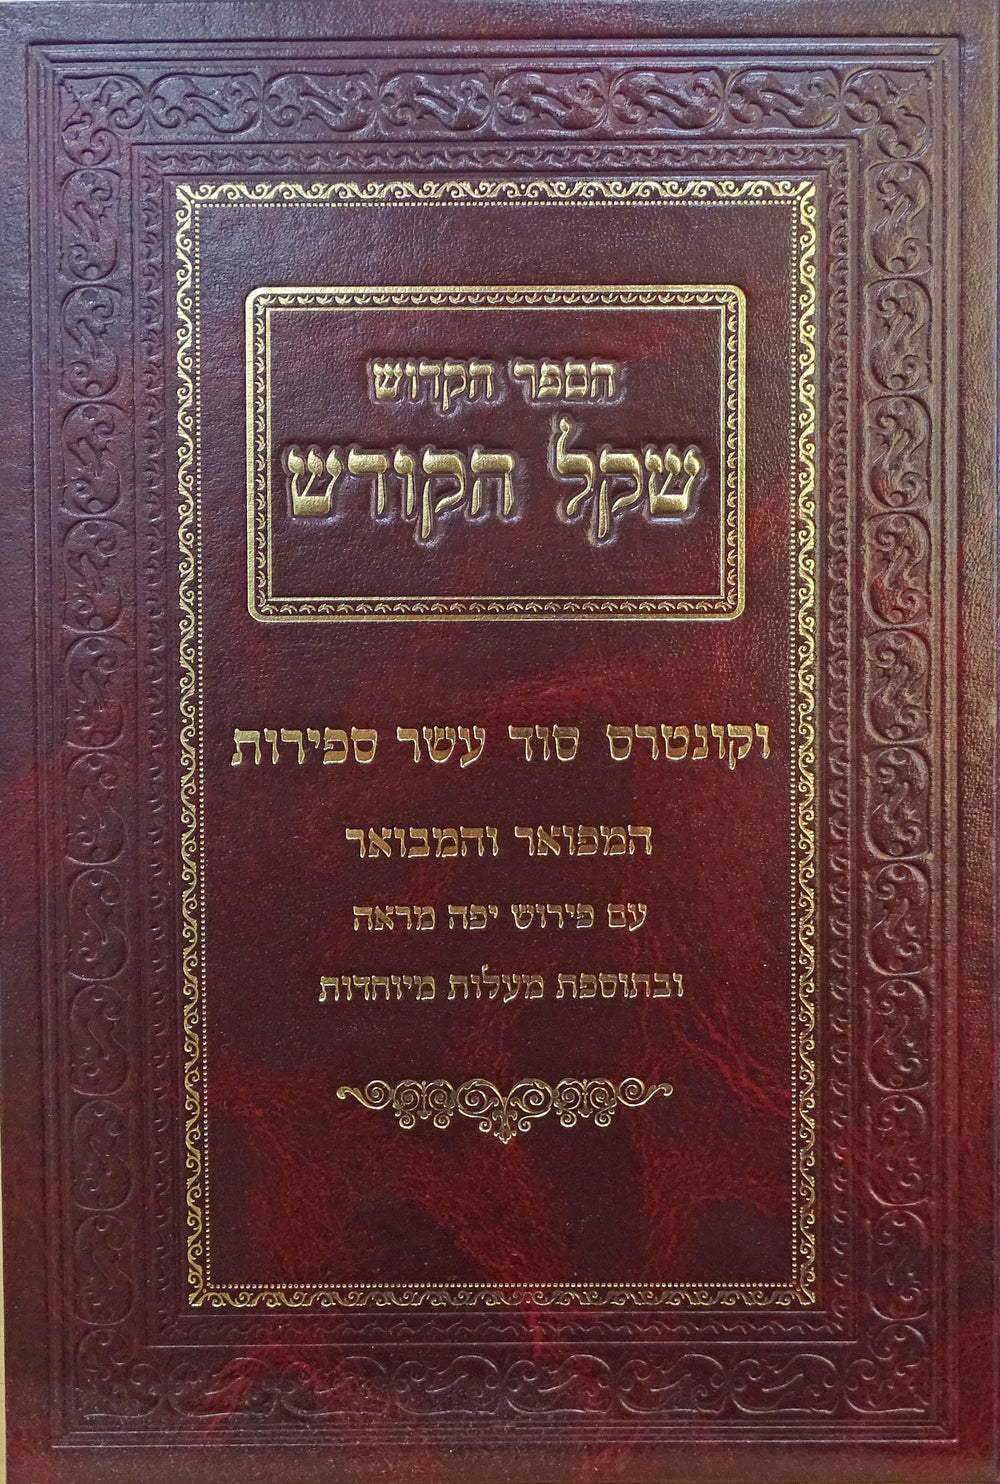 הספר הקדוש
שקל הקודש
וקונטרס סוד עשר ספירות
המפואר והמבואר
עם פירוש יפה מראה
ובתוספת מעלות מיוחדות